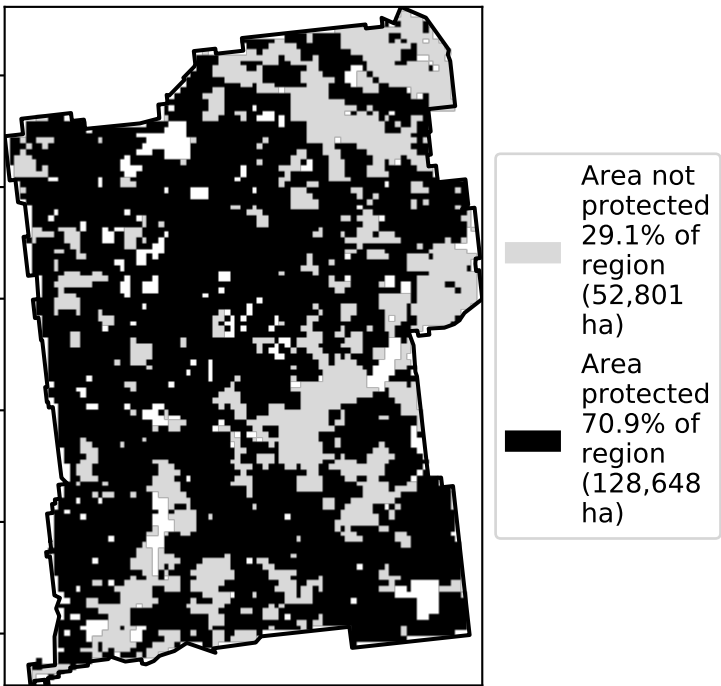 Area not
protected
29.1% of
region
(52,801
ha)
Area
protected
70.9% of
region
(128,648
ha)